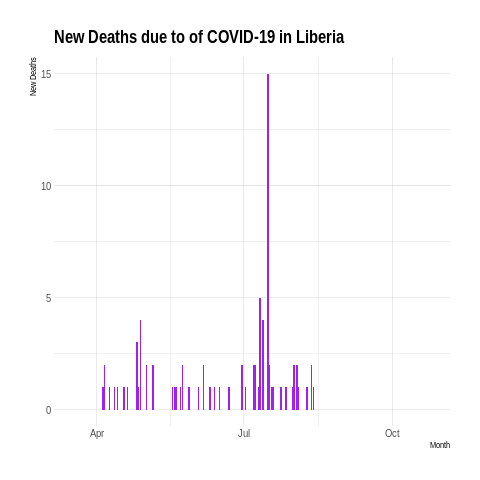 New Deaths due to of COVID-19 in Liberia
New Deaths
15
10
5
0
Apr
Jul
Oct
Month